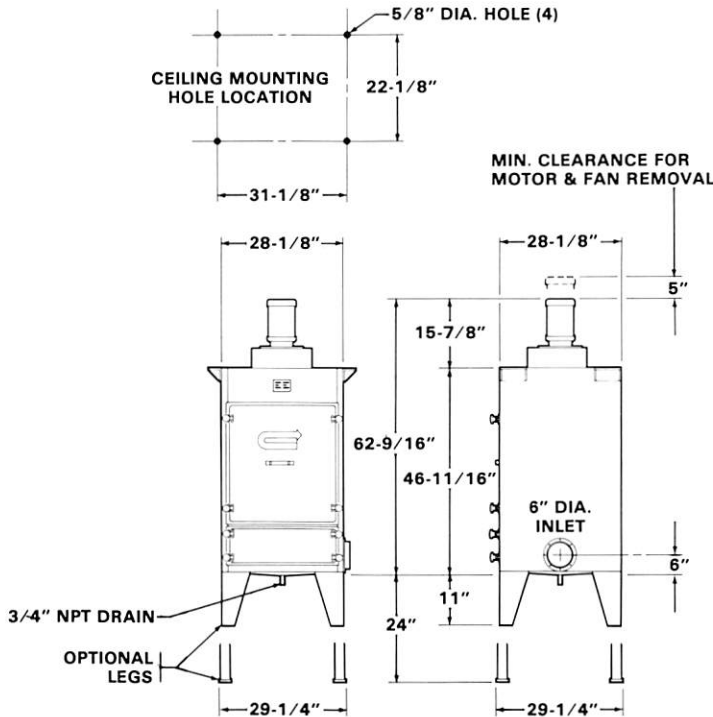 5/8" DIA. HOLE (4)
CEILING MOUNTING
HOLE LOCATION
22-1/8"
31-1/8"
MIN. CLEARANCE FOR
MOTOR & FAN REMOVAL
28-1/8"
28-1/8"
5"
15-7/8"
62-9/16"
46-11/16"
6" DIA.
INLET
6"
3/4" NPT DRAIN
11"
24"
OPTIONAL
LEGS
29-1/4"
29-1/4"